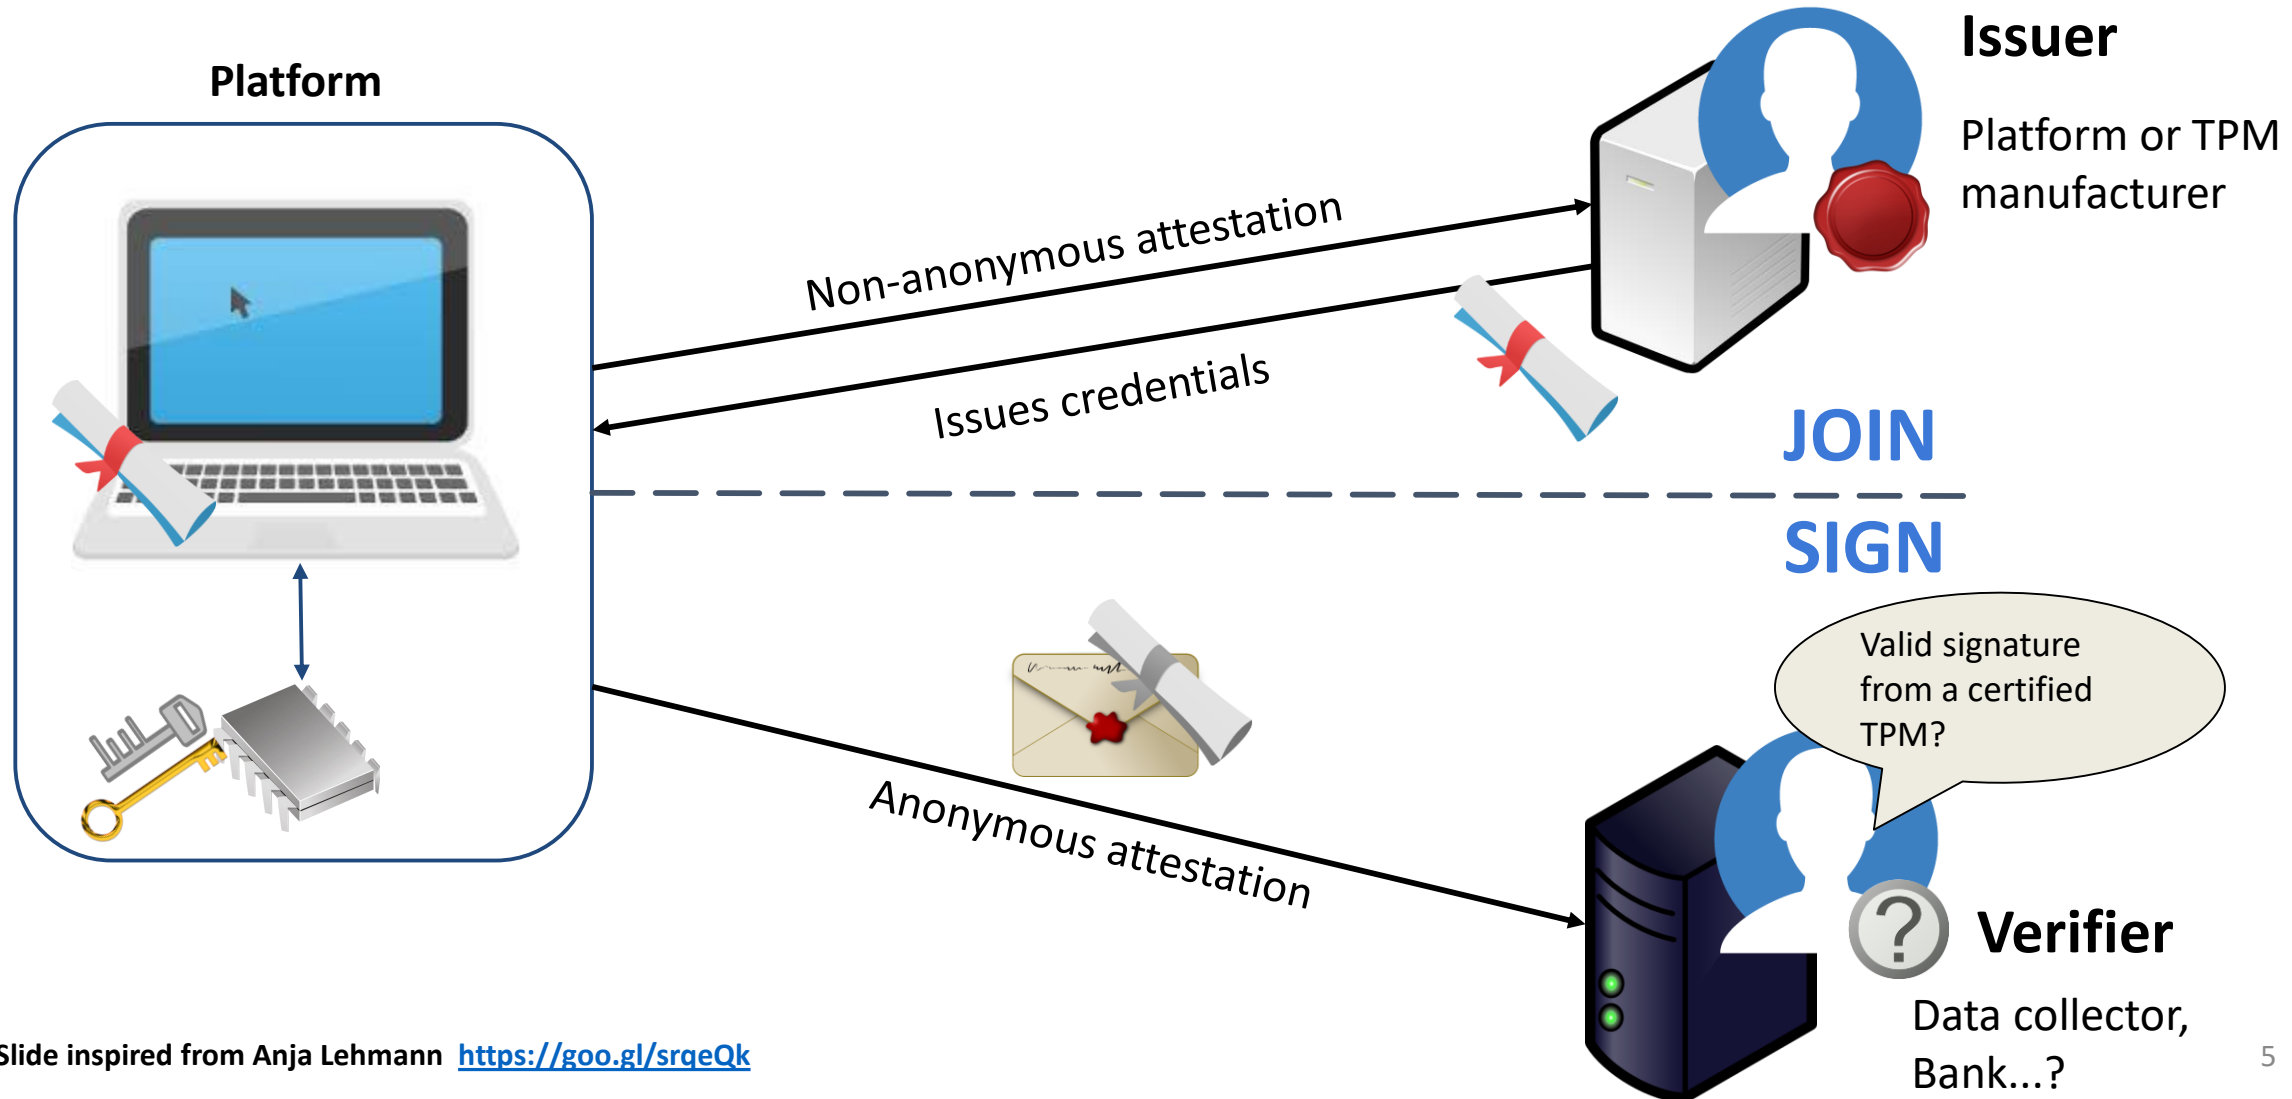 Platform
Issuer
Platform or TPM
manufacturer
Non-anonymous attestation
Issues credentials
JOIN
SIGN
Valid signature
from a certified
TPM?
Anonymous attestation
Verifier
Data collector,
Bank...?
Slide inspired from Anja Lehmann https://goo.gl/srqeQk
5